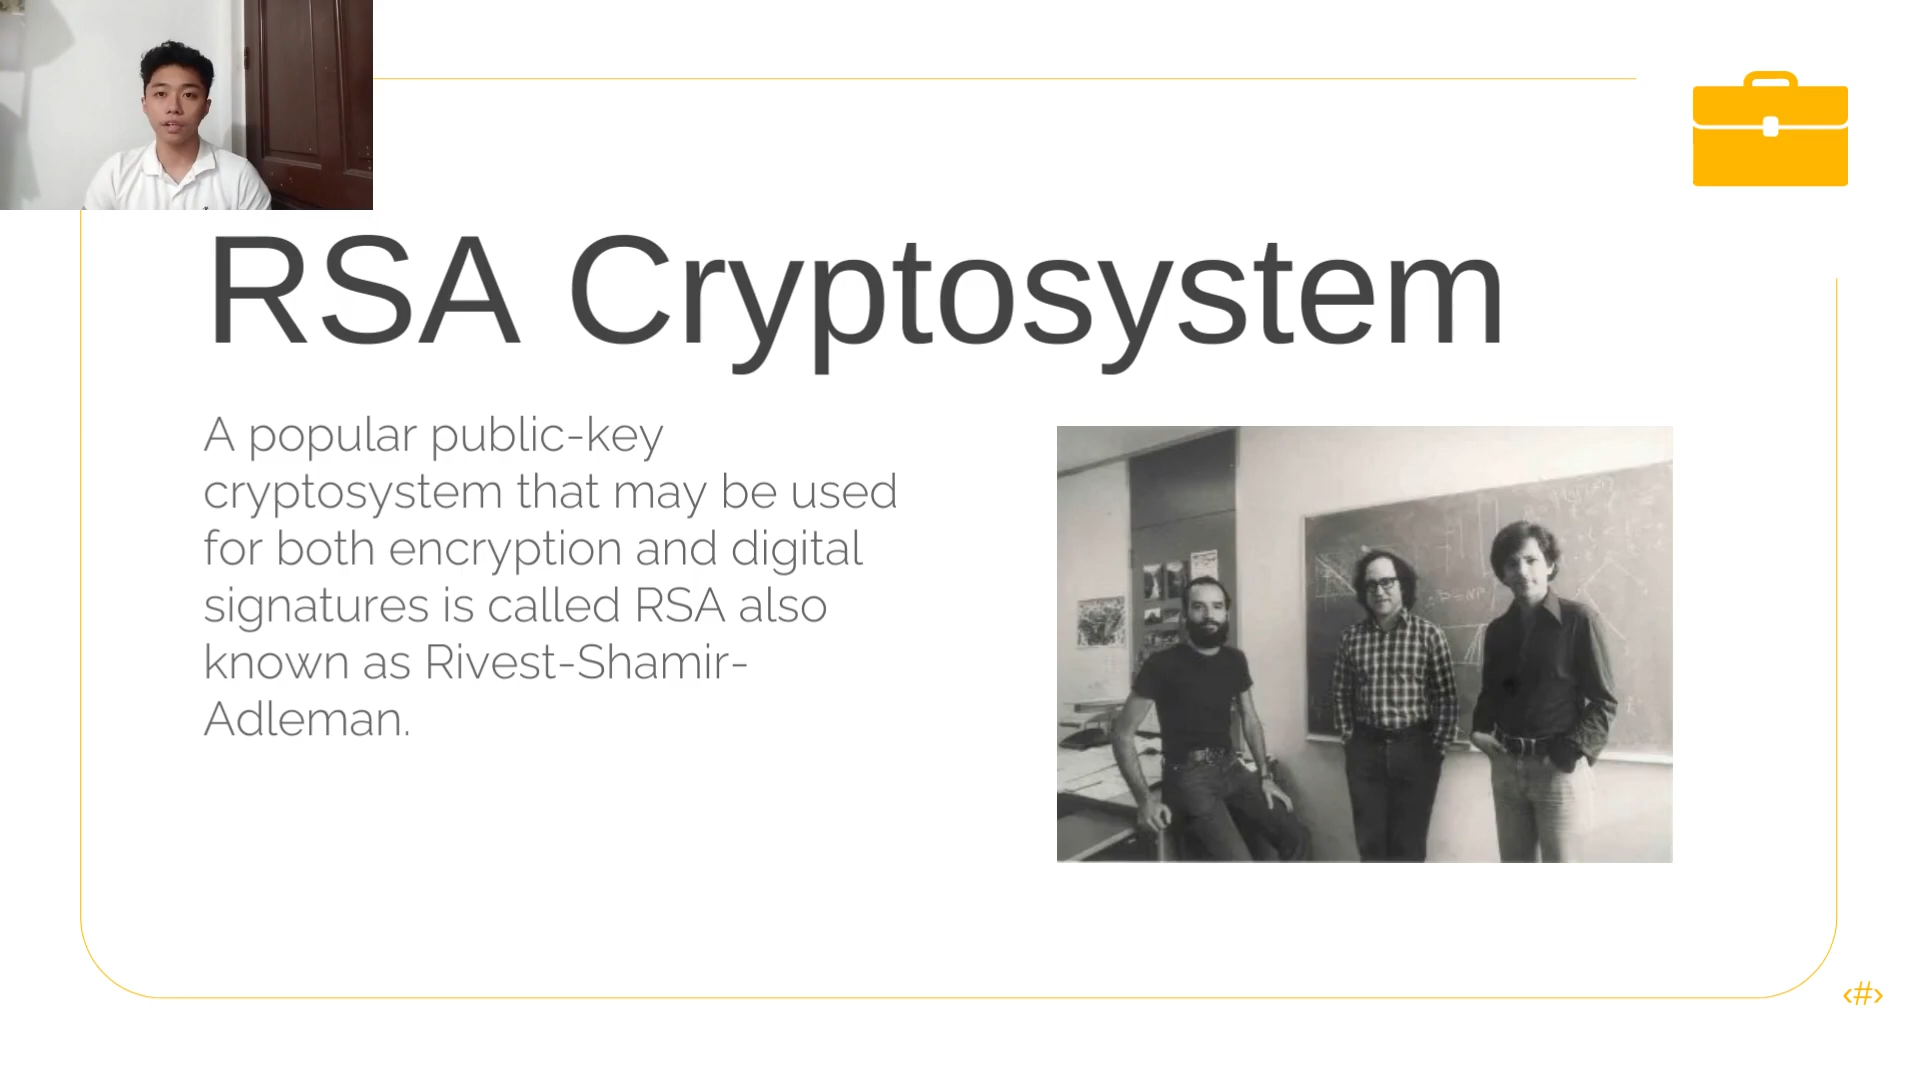 RSA Cryptosystem
A popular public-key
cryptosystem that may be used
for both encryption and digital
signatures is called RSA also
known as Rivest-Shamir-
Adleman.
‹#›